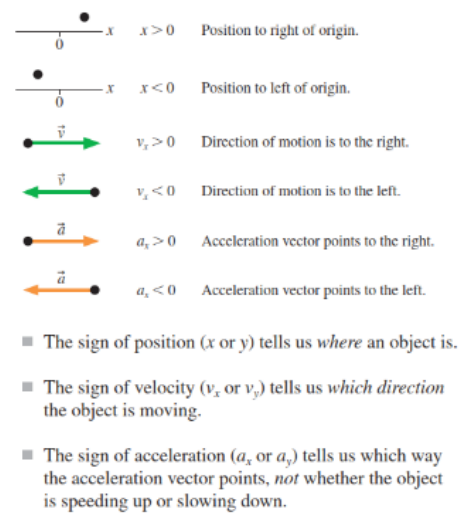 x x > 0 Position to right of origin.
0
x x < 0 Position to left of origin.
0
v⃗ vₓ > 0 Direction of motion is to the right.
v⃗ vₓ < 0 Direction of motion is to the left.
a⃗ aₓ > 0 Acceleration vector points to the right.
a⃗ aₓ < 0 Acceleration vector points to the left.
■ The sign of position (x or y) tells us where an object is.
■ The sign of velocity (vₓ or vᵧ) tells us which direction
the object is moving.
■ The sign of acceleration (aₓ or aᵧ) tells us which way
the acceleration vector points, not whether the object
is speeding up or slowing down.